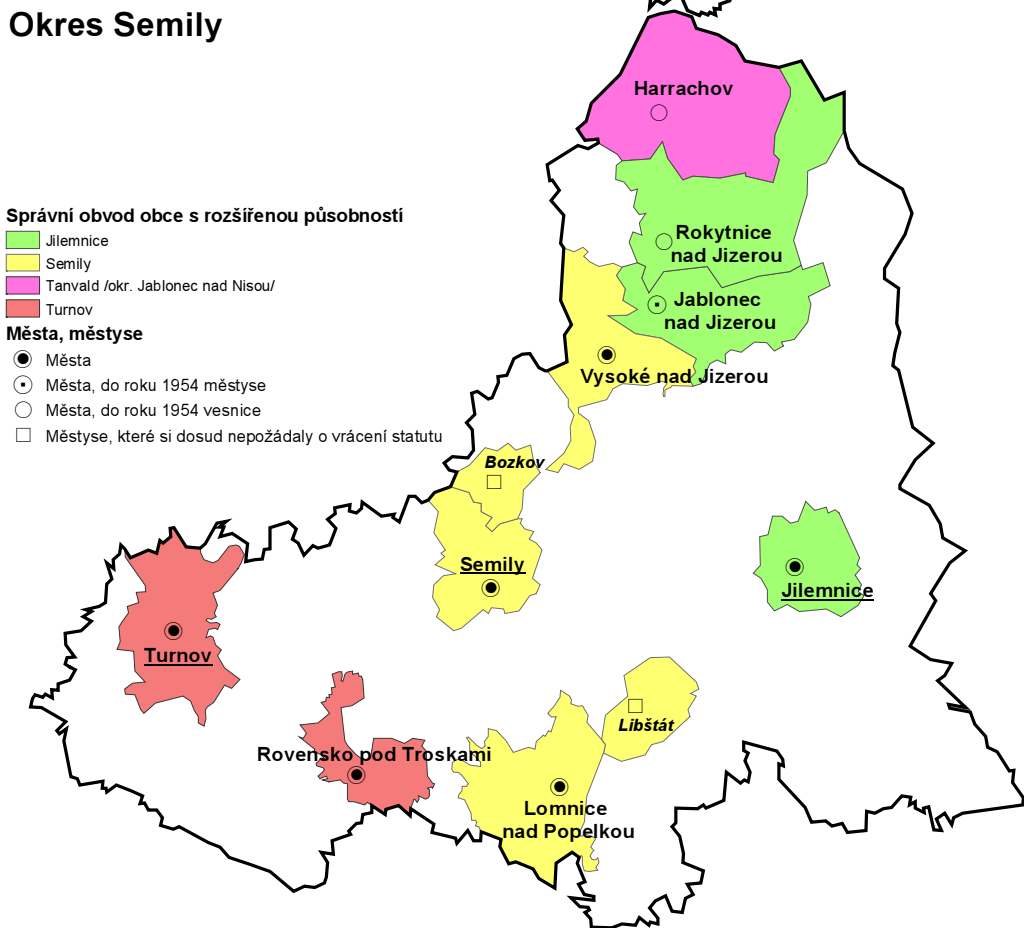 Okres Semily
Správní obvod obce s rozšířenou působností
Jilemnice
Semily
Tanvald /okr. Jablonec nad Nisou/
Turnov
Města, městyse
Města
Města, do roku 1954 městyse
Města, do roku 1954 vesnice
Městyse, které si dosud nepožádaly o vrácení statutu
Harrachov
Rokytnice
nad Jizerou
Jablonec
nad Jizerou
Vysoké nad Jizerou
Bozkov
Semily
Jilemnice
Turnov
Libštát
Rovensko pod Troskami
Lomnice
nad Popelkou